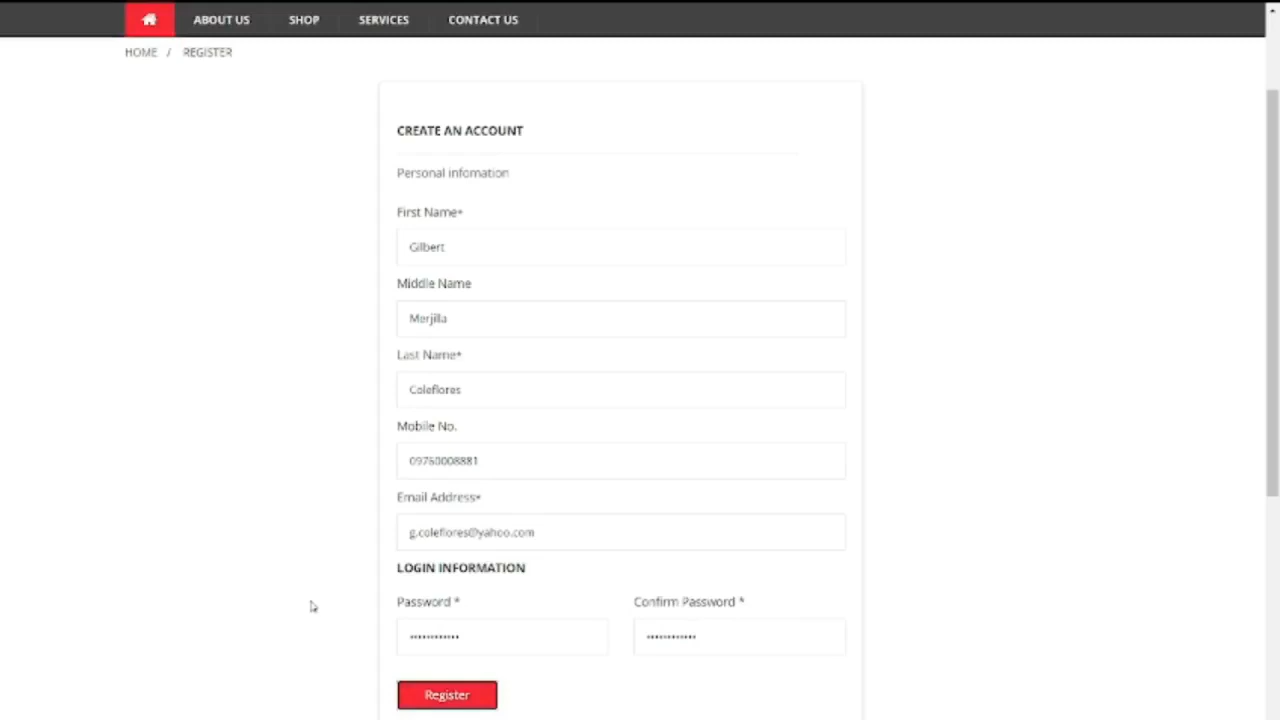 ABOUT US SHOP SERVICES CONTACT US
HOME / REGISTER
CREATE AN ACCOUNT
Personal infomation
First Name*
Gilbert
Middle Name
Merjilla
Last Name*
Coleflores
Mobile No.
09760008881
Email Address*
g.coleflores@yahoo.com
LOGIN INFORMATION
Password * Confirm Password *
Register